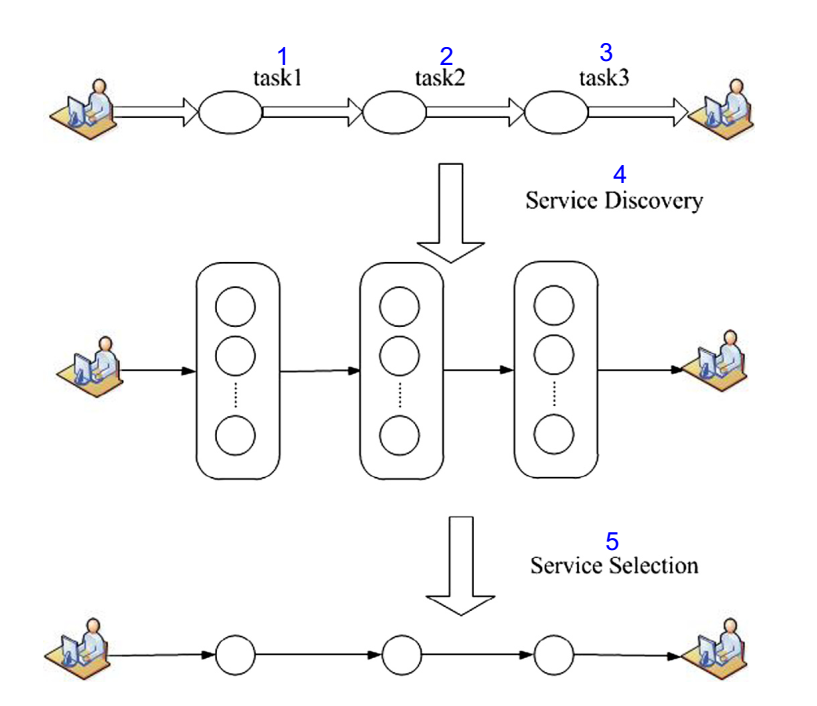 1 2 3
task1 task2 task3
4
Service Discovery
5
Service Selection